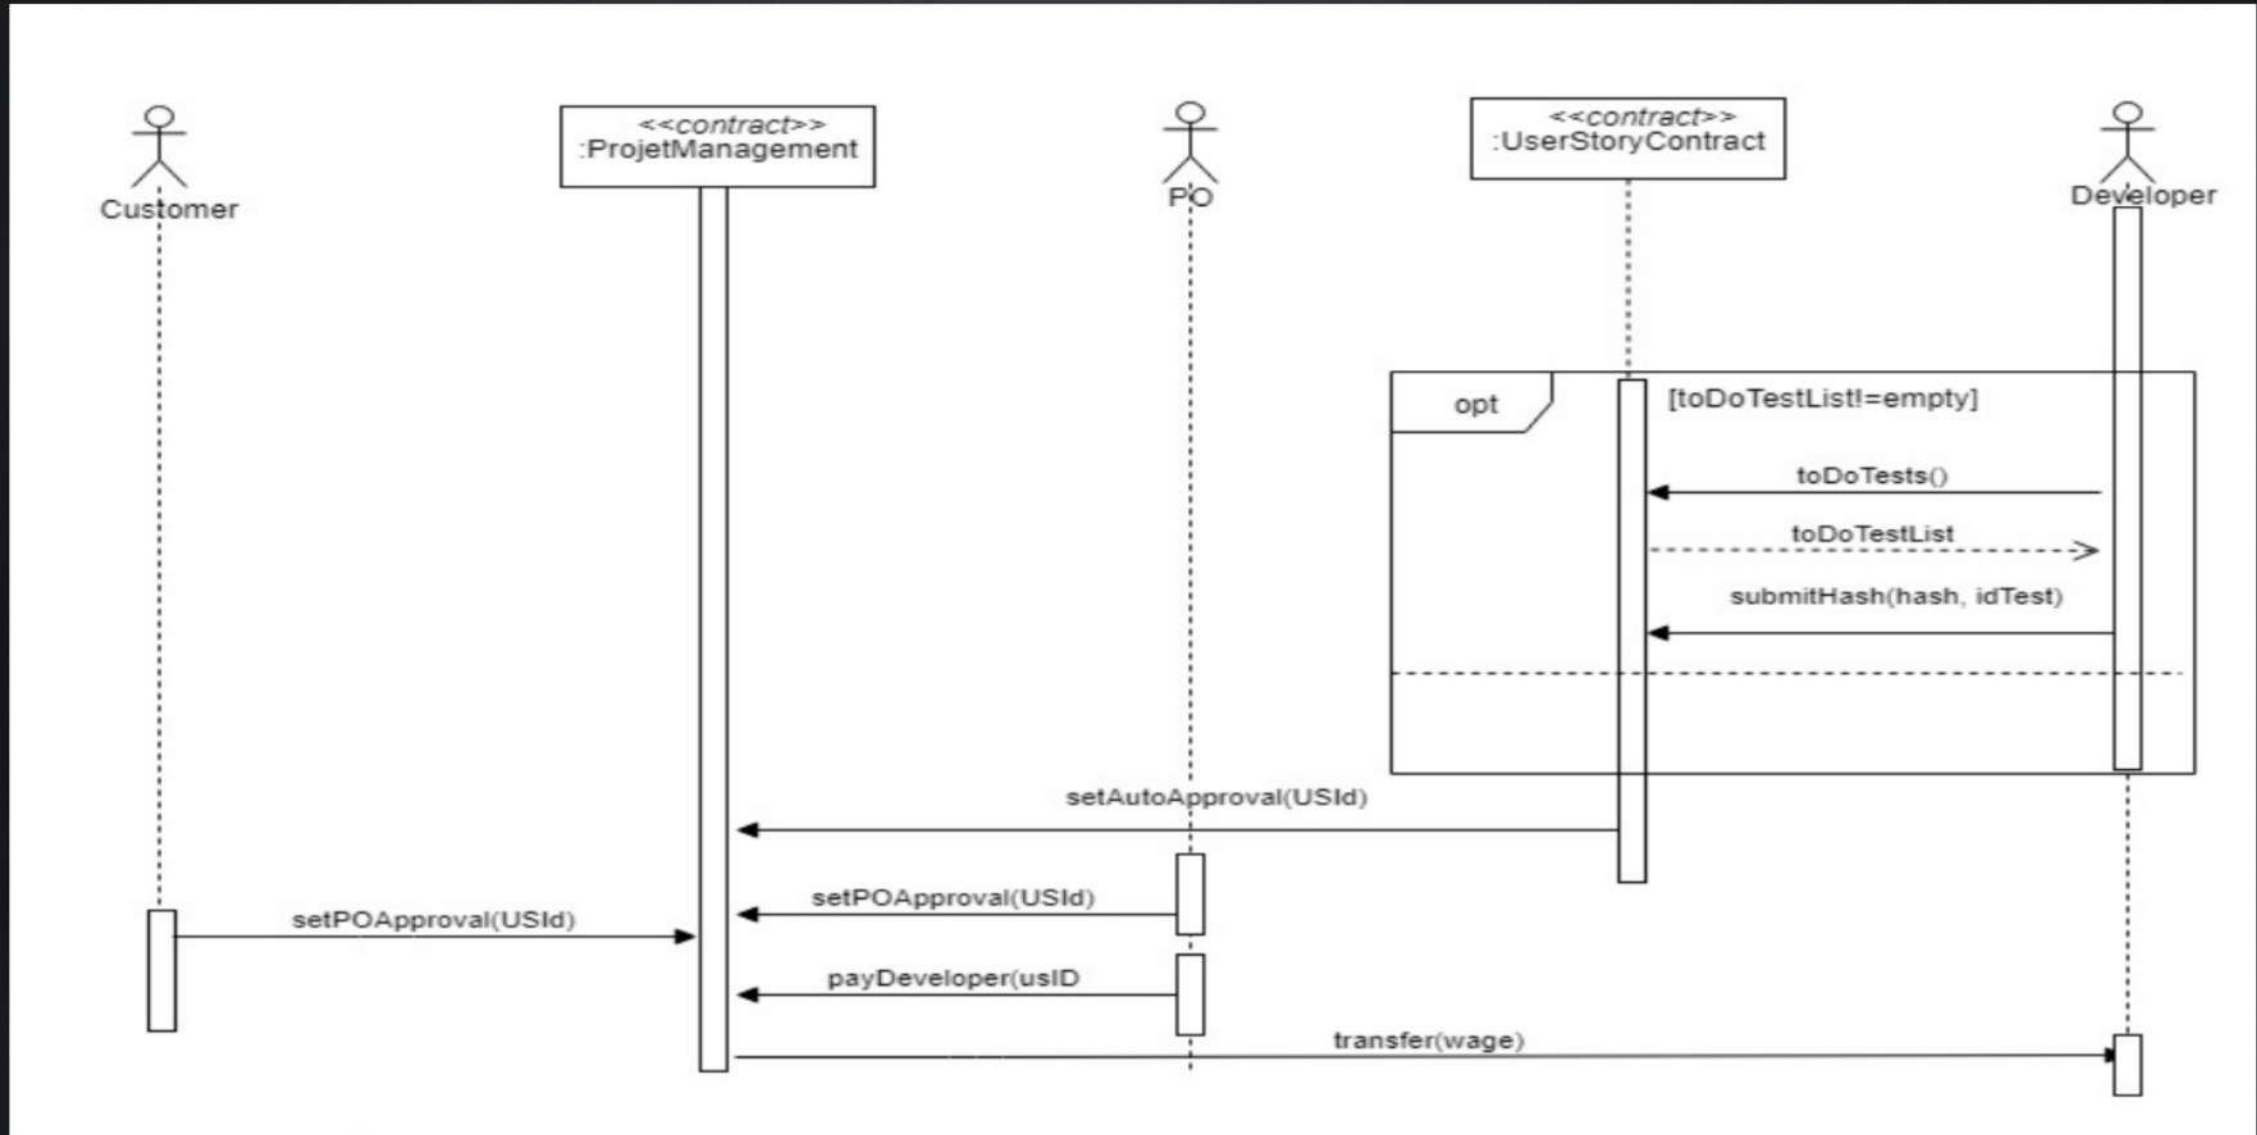 <<contract>>
:ProjetManagement
<<contract>>
:UserStoryContract
Customer
PO
Developer
opt
[toDoTestList!=empty]
toDoTests()
toDoTestList
submitHash(hash, idTest)
setAutoApproval(USId)
setPOApproval(USId)
setPOApproval(USId)
payDeveloper(usID
transfer(wage)